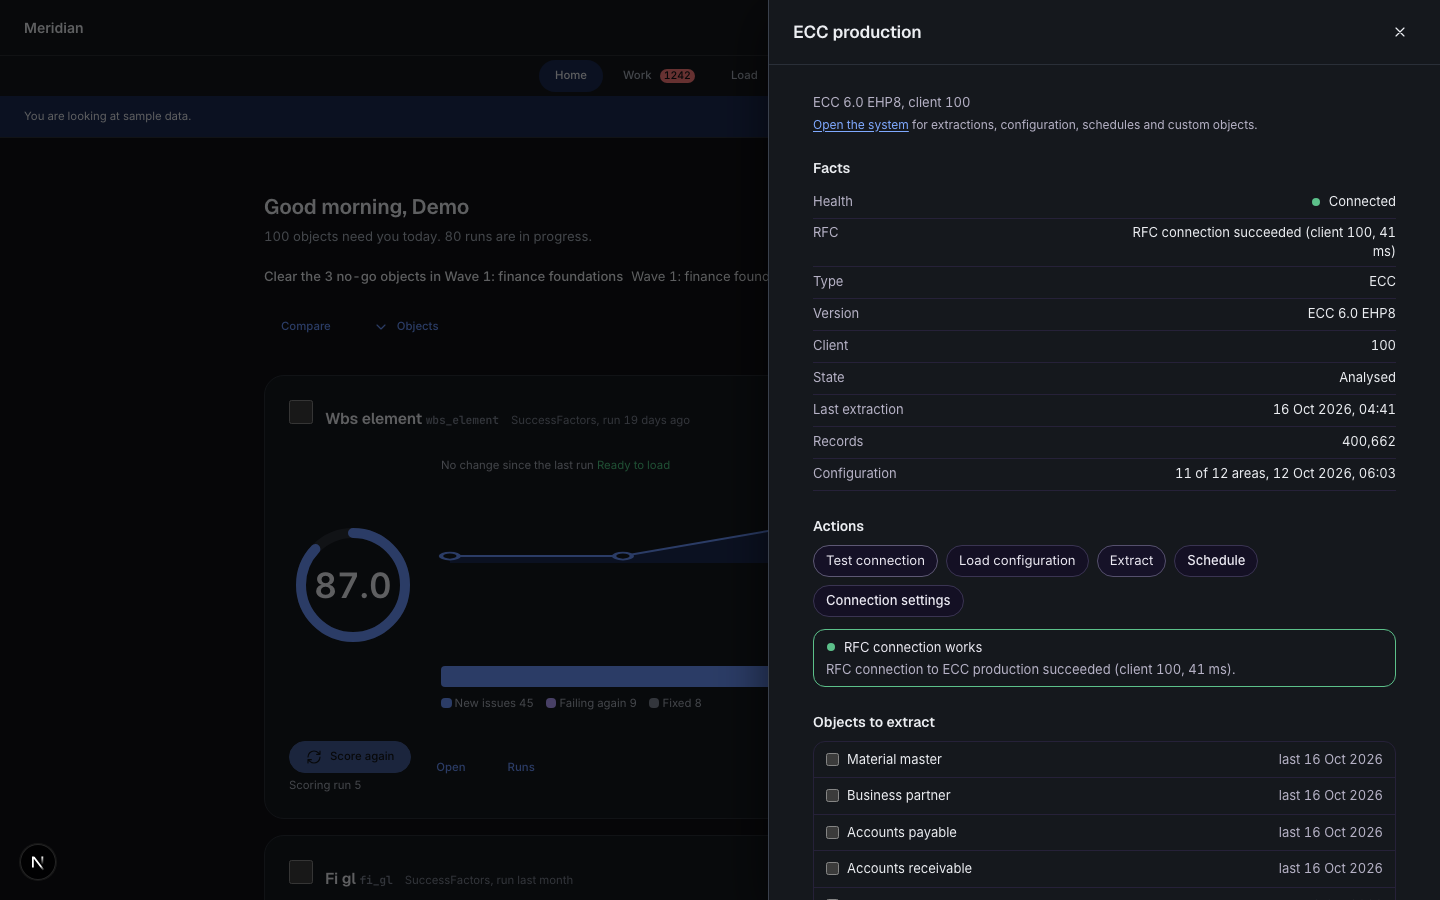 Meridian
Home
Work 1242
Load
You are looking at sample data.
Good morning, Demo
100 objects need you today. 80 runs are in progress.
Clear the 3 no-go objects in Wave 1: finance foundations Wave 1: finance found
Compare
Objects
Wbs element wbs_element SuccessFactors, run 19 days ago
No change since the last run Ready to load
87.0
New issues 45 Failing again 9 Fixed 8
Score again
Open
Runs
Scoring run 5
Fi gl fi_gl SuccessFactors, run last month
N
ECC production
ECC 6.0 EHP8, client 100
Open the system for extractions, configuration, schedules and custom objects.
Facts
Health Connected
RFC RFC connection succeeded (client 100, 41
ms)
Type ECC
Version ECC 6.0 EHP8
Client 100
State Analysed
Last extraction 16 Oct 2026, 04:41
Records 400,662
Configuration 11 of 12 areas, 12 Oct 2026, 06:03
Actions
Test connection
Load configuration
Extract
Schedule
Connection settings
RFC connection works
RFC connection to ECC production succeeded (client 100, 41 ms).
Objects to extract
Material master last 16 Oct 2026
Business partner last 16 Oct 2026
Accounts payable last 16 Oct 2026
Accounts receivable last 16 Oct 2026